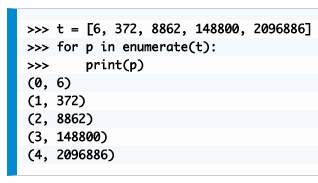 >>> t = [6, 372, 8862, 148800, 2096886]
>>> for p in enumerate(t):
>>>     print(p)
(0, 6)
(1, 372)
(2, 8862)
(3, 148800)
(4, 2096886)